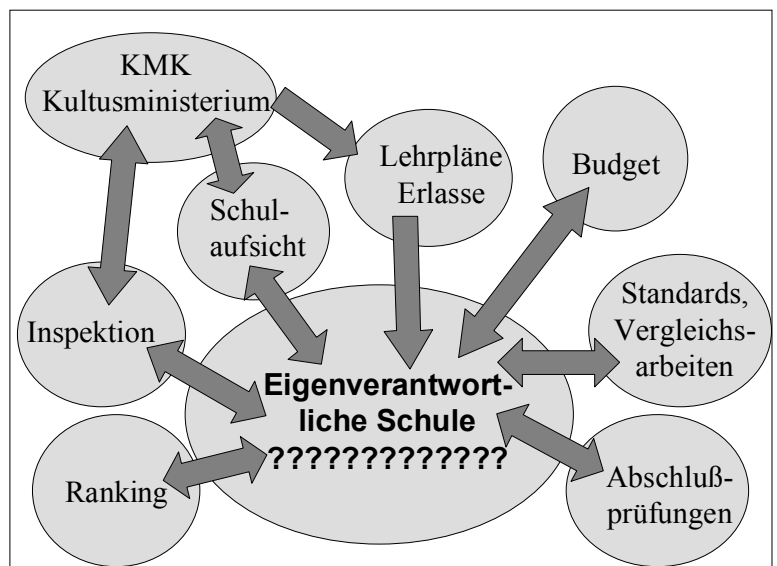 KMK
Kultusministerium
Lehrpläne
Erlasse
Budget
Schul-
aufsicht
Inspektion
Standards,
Vergleichs-
arbeiten
Eigenverantwort-
liche Schule
?????????????
Ranking
Abschluß-
prüfungen